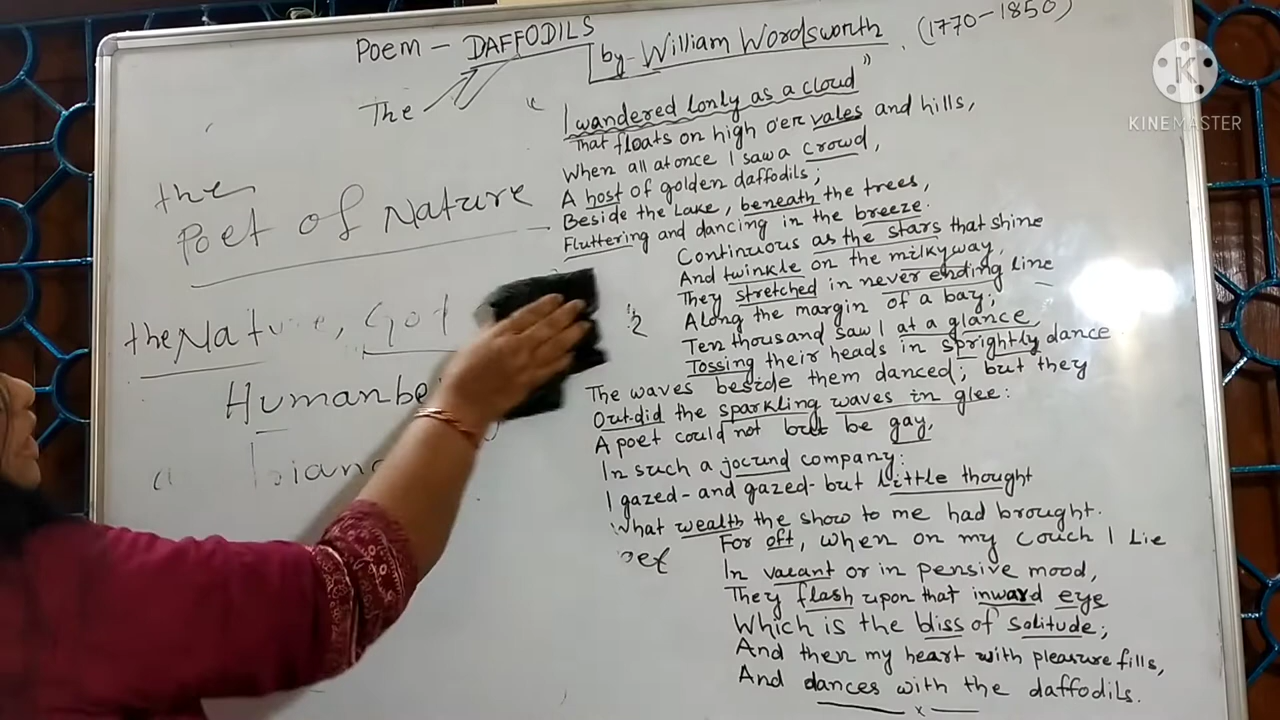 Poem - DAFFODILS
by - William Wordsworth . (1770-1850)
The
the
Poet of Nature
the Nature, God
Human
"I wandered lonly as a cloud"
That floats on high o'er vales and hills,
When all at once I saw a crowd,
A host of golden daffodils;
Beside the Lake, beneath the trees,
Fluttering and dancing in the breeze.
Continuous as the stars that shine
And twinkle on the milkyway,
They stretched in never ending line
Along the margin of a bay;
Ten thousand saw I at a glance,
Tossing their heads in sprightly dance.
The waves beside them danced; but they
Out-did the sparkling waves in glee:
A poet could not but be gay,
In such a jocund company:
I gazed- and gazed- but little thought
What wealth the show to me had brought.
For oft, when on my couch I lie
In vacant or in pensive mood,
They flash upon that inward eye
Which is the bliss of solitude;
And then my heart with pleasure fills,
And dances with the daffodils.
K
KINEMASTER